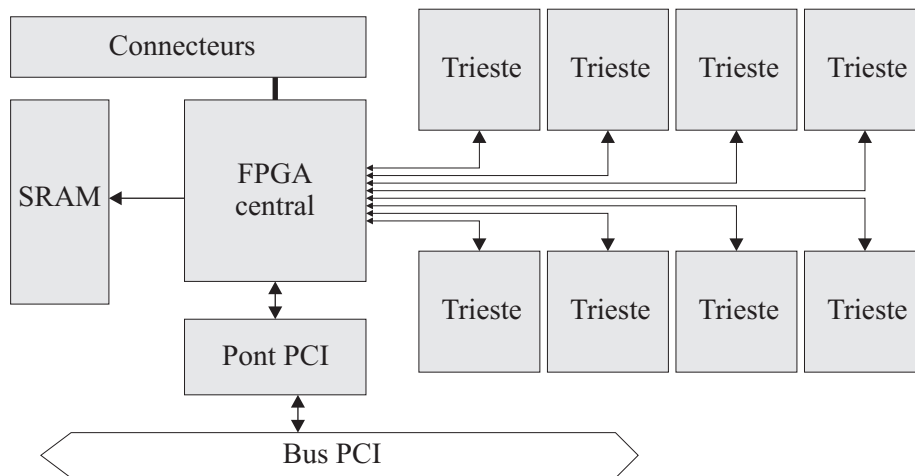 Connecteurs
Trieste
Trieste
Trieste
Trieste
SRAM
FPGA
central
Trieste
Trieste
Trieste
Trieste
Pont PCI
Bus PCI